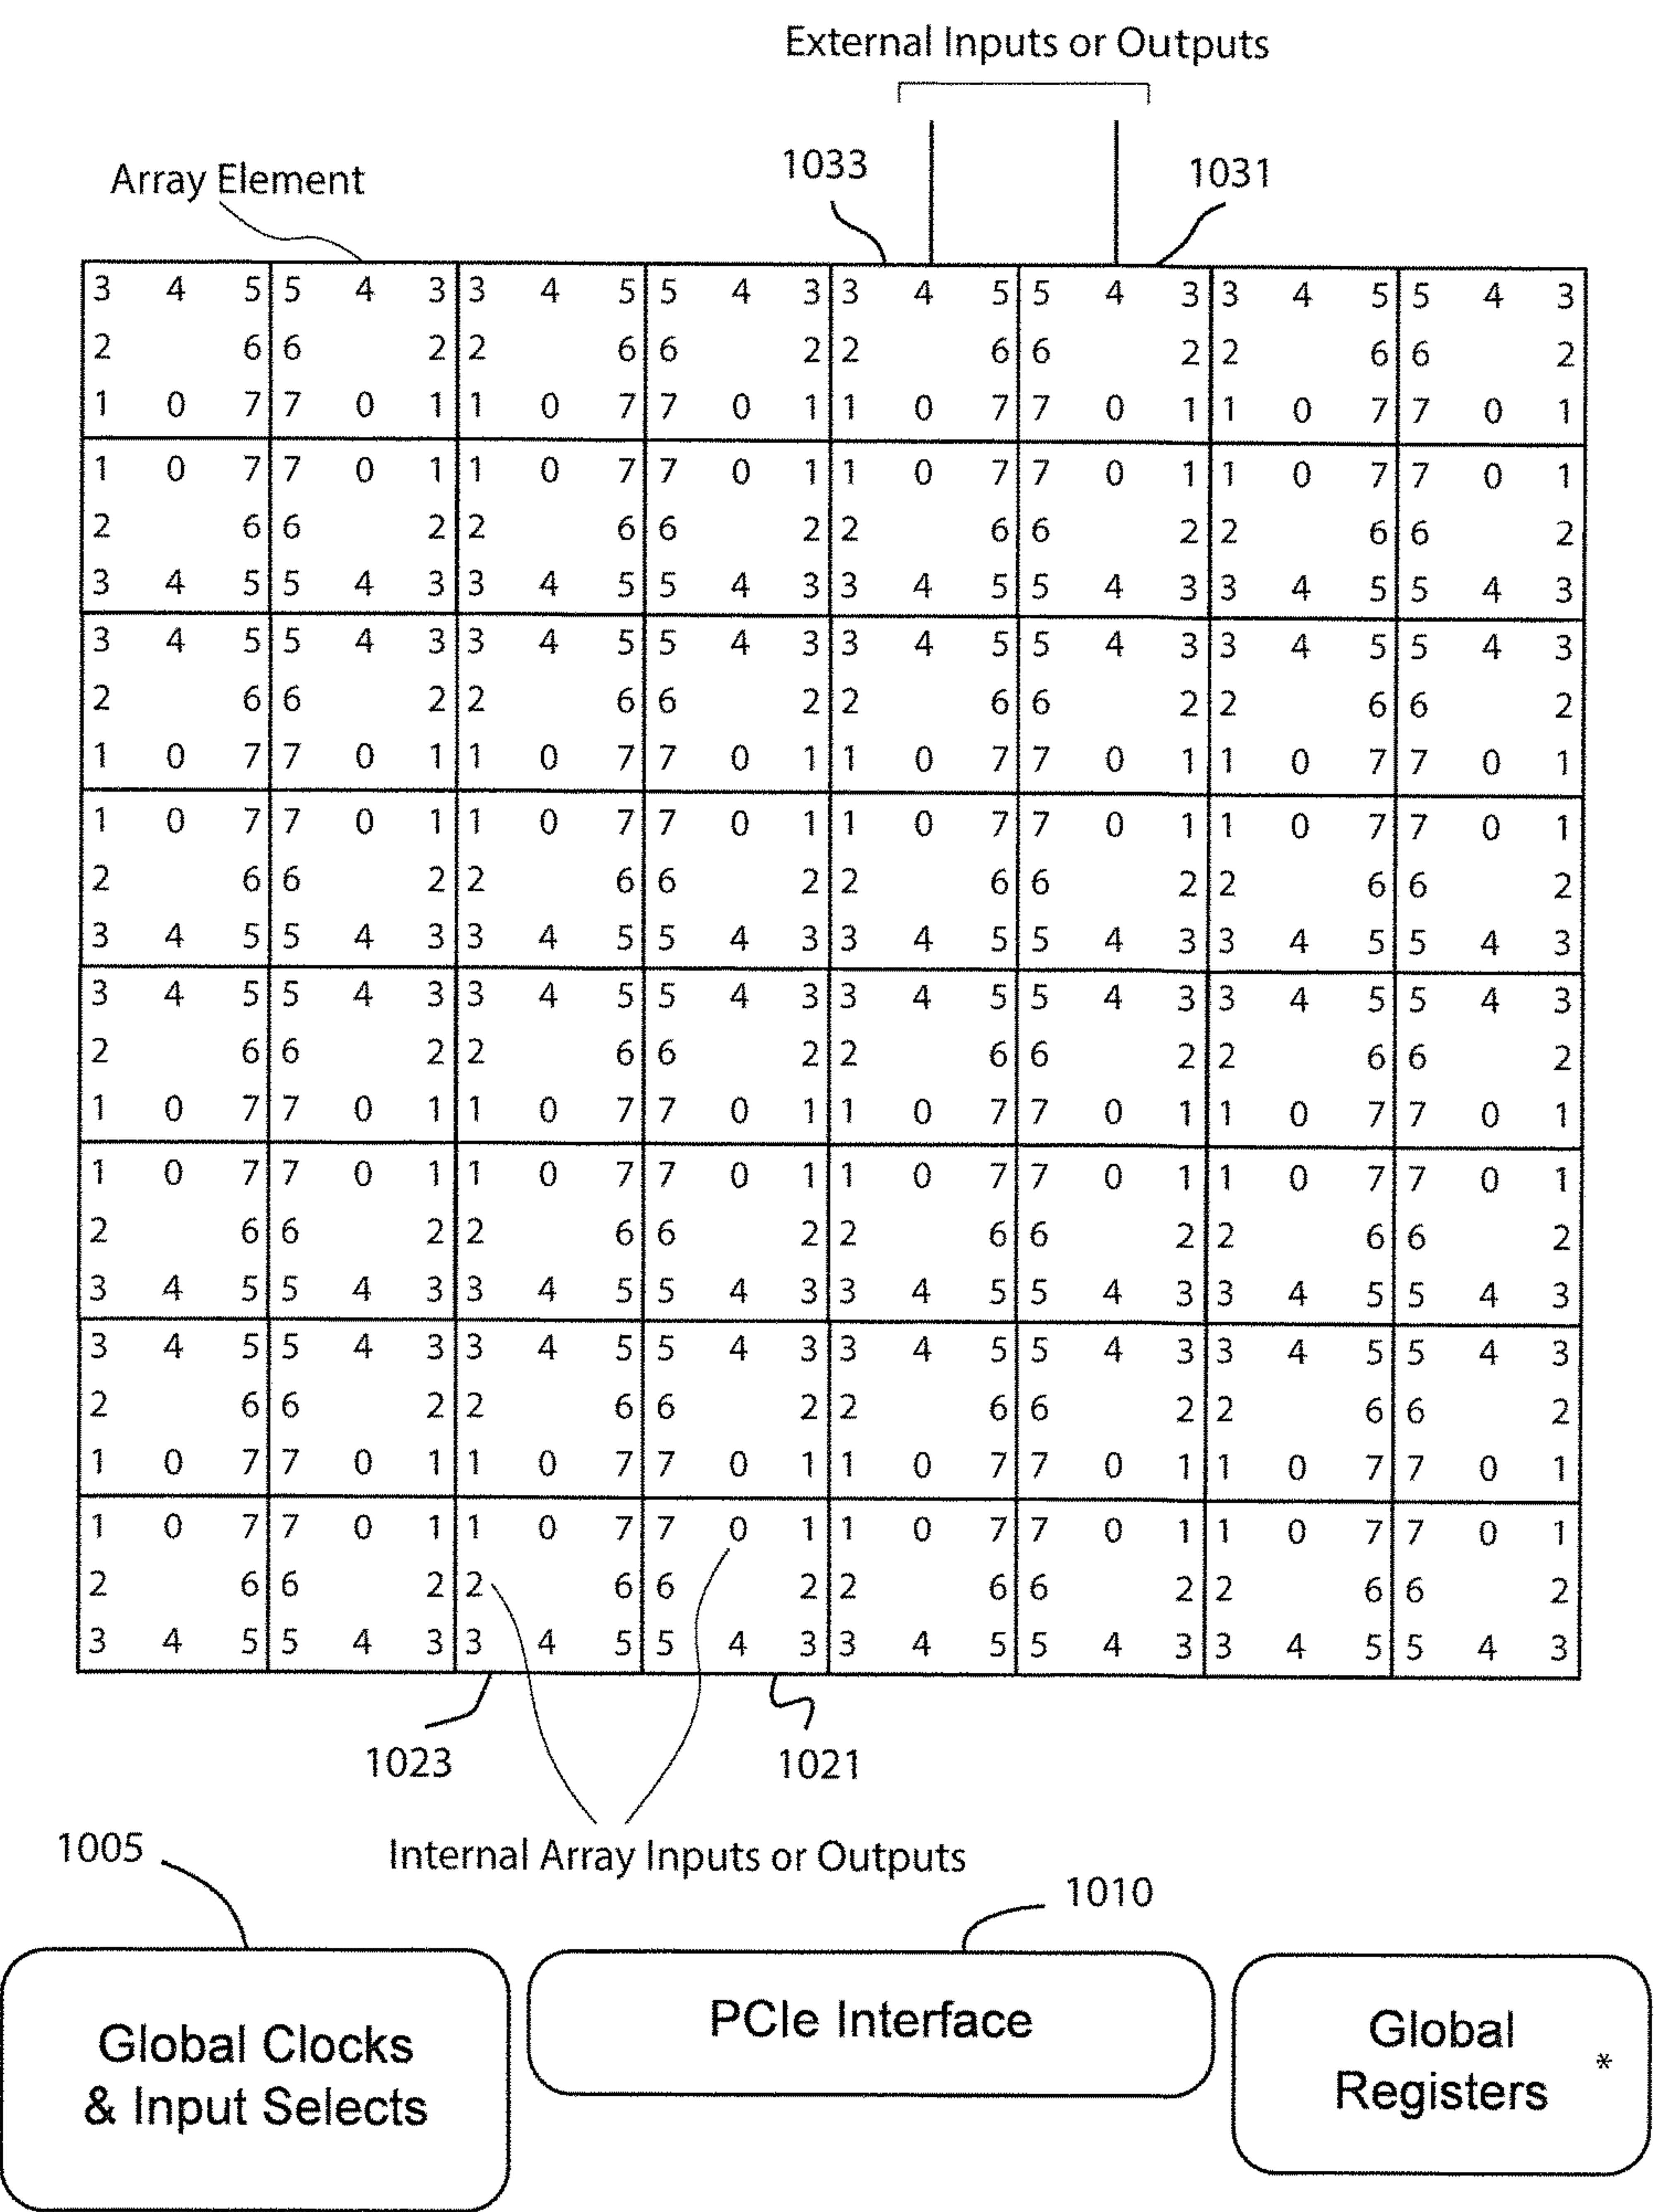 External Inputs or Outputs
1033
1031
Array Element
3 4 5 5 4 3 3 4 5 5 4 3 3 4 5 5 4 3 3 4 5 5 4 3
2 6 6 2 2 6 6 2 2 6 6 2 2 6 6 2
1 0 7 7 0 1 1 0 7 7 0 1 1 0 7 7 0 1 1 0 7 7 0 1
1 0 7 7 0 1 1 0 7 7 0 1 1 0 7 7 0 1 1 0 7 7 0 1
2 6 6 2 2 6 6 2 2 6 6 2 2 6 6 2
3 4 5 5 4 3 3 4 5 5 4 3 3 4 5 5 4 3 3 4 5 5 4 3
3 4 5 5 4 3 3 4 5 5 4 3 3 4 5 5 4 3 3 4 5 5 4 3
2 6 6 2 2 6 6 2 2 6 6 2 2 6 6 2
1 0 7 7 0 1 1 0 7 7 0 1 1 0 7 7 0 1 1 0 7 7 0 1
1 0 7 7 0 1 1 0 7 7 0 1 1 0 7 7 0 1 1 0 7 7 0 1
2 6 6 2 2 6 6 2 2 6 6 2 2 6 6 2
3 4 5 5 4 3 3 4 5 5 4 3 3 4 5 5 4 3 3 4 5 5 4 3
3 4 5 5 4 3 3 4 5 5 4 3 3 4 5 5 4 3 3 4 5 5 4 3
2 6 6 2 2 6 6 2 2 6 6 2 2 6 6 2
1 0 7 7 0 1 1 0 7 7 0 1 1 0 7 7 0 1 1 0 7 7 0 1
1 0 7 7 0 1 1 0 7 7 0 1 1 0 7 7 0 1 1 0 7 7 0 1
2 6 6 2 2 6 6 2 2 6 6 2 2 6 6 2
3 4 5 5 4 3 3 4 5 5 4 3 3 4 5 5 4 3 3 4 5 5 4 3
3 4 5 5 4 3 3 4 5 5 4 3 3 4 5 5 4 3 3 4 5 5 4 3
2 6 6 2 2 6 6 2 2 6 6 2 2 6 6 2
1 0 7 7 0 1 1 0 7 7 0 1 1 0 7 7 0 1 1 0 7 7 0 1
1 0 7 7 0 1 1 0 7 7 0 1 1 0 7 7 0 1 1 0 7 7 0 1
2 6 6 2 2 6 6 2 2 6 6 2 2 6 6 2
3 4 5 5 4 3 3 4 5 5 4 3 3 4 5 5 4 3 3 4 5 5 4 3
1023
1021
1005
Internal Array Inputs or Outputs
1010
Global Clocks
& Input Selects
PCIe Interface
Global
Registers *